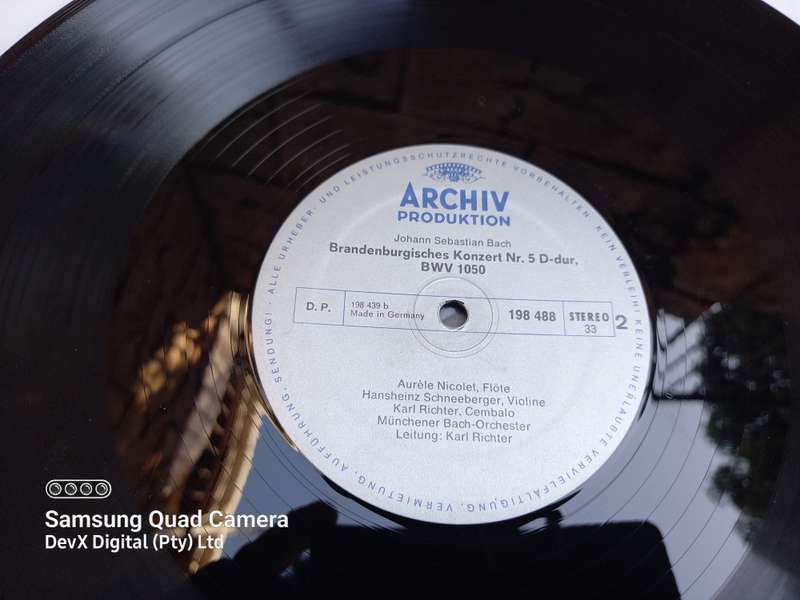 ALLE URHEBER- UND LEISTUNGSSCHUTZRECHTE VORBEHALTEN. KEIN VERLEIH! KEINE UNERLAUBTE VERVIELFÄLTIGUNG, VERMIETUNG, AUFFÜHRUNG, SENDUNG! ·
ARCHIV
PRODUKTION
Johann Sebastian Bach
Brandenburgisches Konzert Nr. 5 D-dur,
BWV 1050
D. P.
198 439 b
Made in Germany
198 488
STEREO
33
2
Aurèle Nicolet, Flöte
Hansheinz Schneeberger, Violine
Karl Richter, Cembalo
Münchener Bach-Orchester
Leitung: Karl Richter
Samsung Quad Camera
DevX Digital (Pty) Ltd